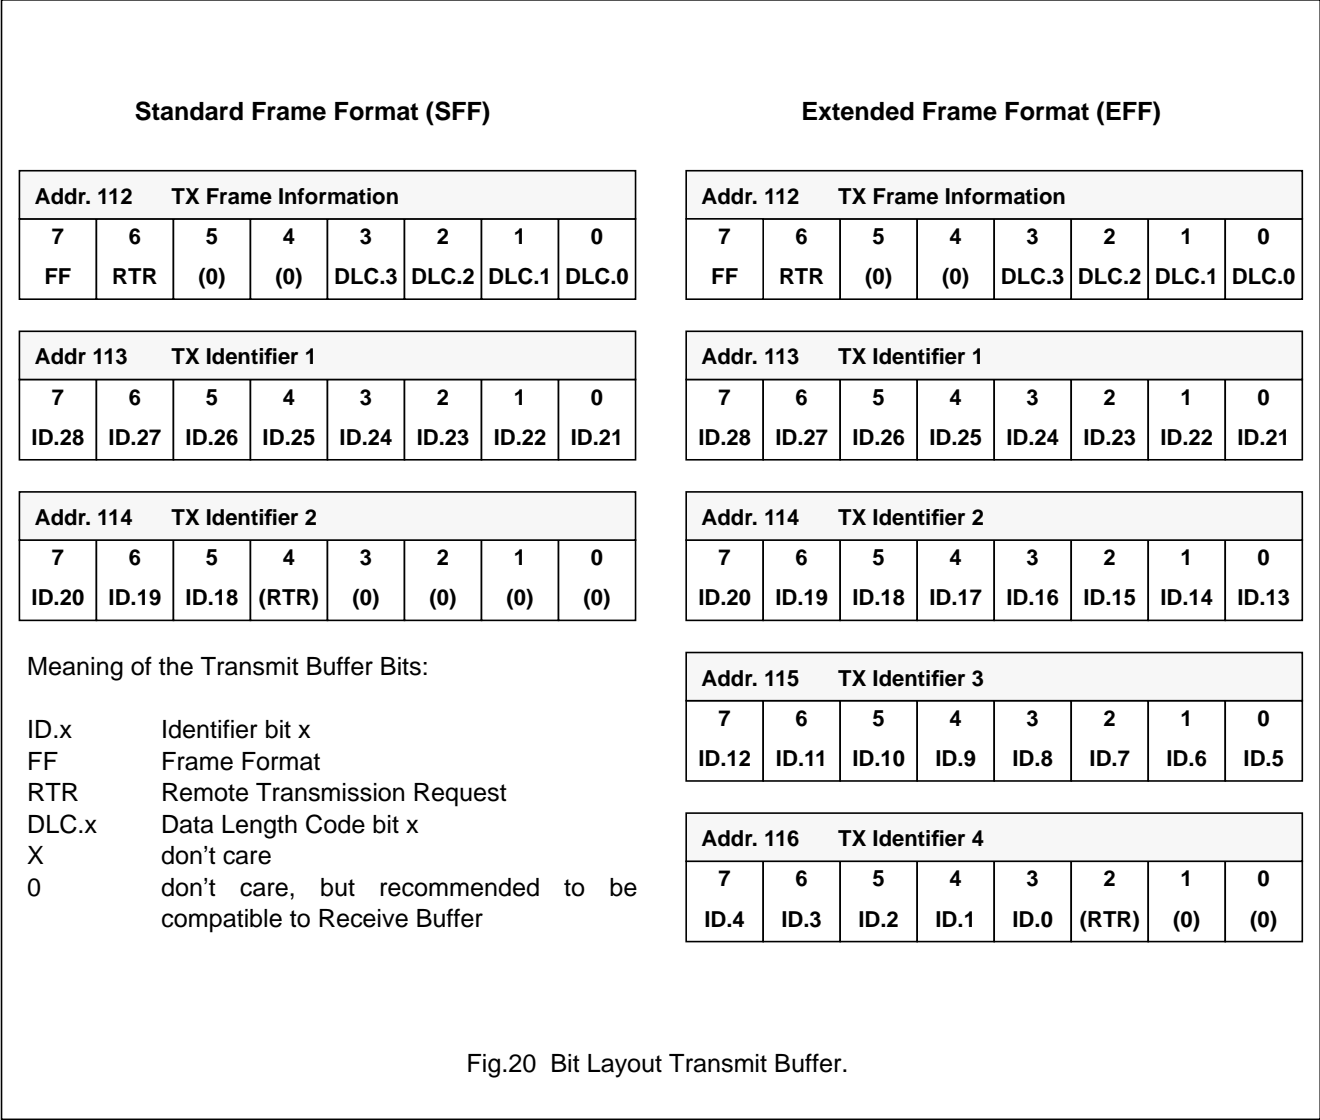 Standard Frame Format (SFF)
Addr. 112 TX Frame Information
7 6 5 4 3 2 1 0
FF RTR (0) (0) DLC.3 DLC.2 DLC.1 DLC.0
Addr 113 TX Identifier 1
7 6 5 4 3 2 1 0
ID.28 ID.27 ID.26 ID.25 ID.24 ID.23 ID.22 ID.21
Addr. 114 TX Identifier 2
7 6 5 4 3 2 1 0
ID.20 ID.19 ID.18 (RTR) (0) (0) (0) (0)
Meaning of the Transmit Buffer Bits:
ID.x Identifier bit x
FF Frame Format
RTR Remote Transmission Request
DLC.x Data Length Code bit x
X don't care
0 don't care, but recommended to be
compatible to Receive Buffer
Extended Frame Format (EFF)
Addr. 112 TX Frame Information
7 6 5 4 3 2 1 0
FF RTR (0) (0) DLC.3 DLC.2 DLC.1 DLC.0
Addr. 113 TX Identifier 1
7 6 5 4 3 2 1 0
ID.28 ID.27 ID.26 ID.25 ID.24 ID.23 ID.22 ID.21
Addr. 114 TX Identifier 2
7 6 5 4 3 2 1 0
ID.20 ID.19 ID.18 ID.17 ID.16 ID.15 ID.14 ID.13
Addr. 115 TX Identifier 3
7 6 5 4 3 2 1 0
ID.12 ID.11 ID.10 ID.9 ID.8 ID.7 ID.6 ID.5
Addr. 116 TX Identifier 4
7 6 5 4 3 2 1 0
ID.4 ID.3 ID.2 ID.1 ID.0 (RTR) (0) (0)
Fig.20 Bit Layout Transmit Buffer.